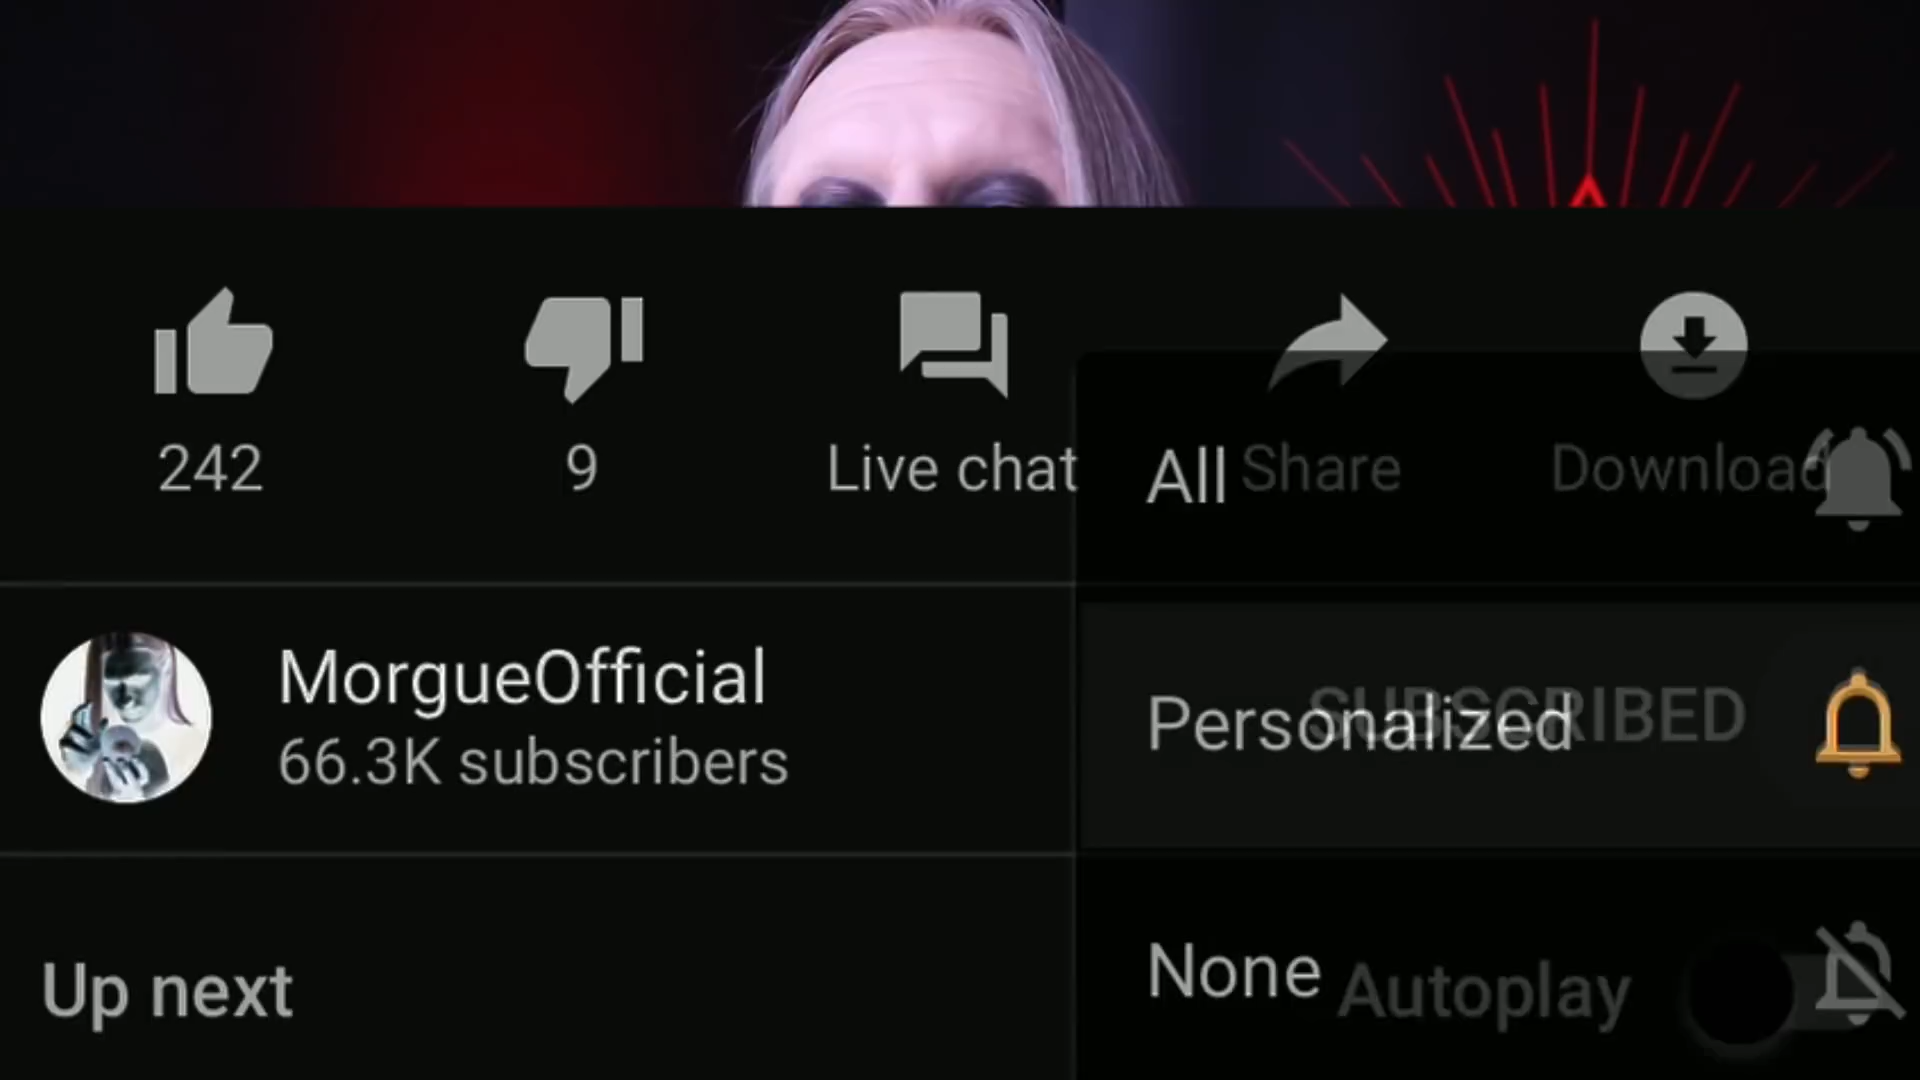 242
9
Live chat
Share
Download
All
MorgueOfficial
66.3K subscribers
SUBSCRIBED
Personalized
Up next
None
Autoplay